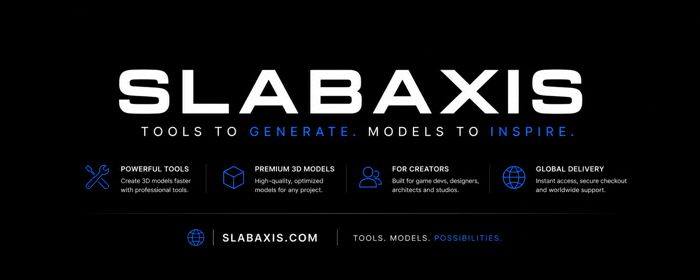 SLABAXIS
TOOLS TO GENERATE. MODELS TO INSPIRE.
POWERFUL TOOLS
Create 3D models faster
with professional tools.
PREMIUM 3D MODELS
High-quality, optimized
models for any project.
FOR CREATORS
Built for game devs, designers,
architects and studios.
GLOBAL DELIVERY
Instant access, secure checkout
and worldwide support.
SLABAXIS.COM
TOOLS. MODELS. POSSIBILITIES.